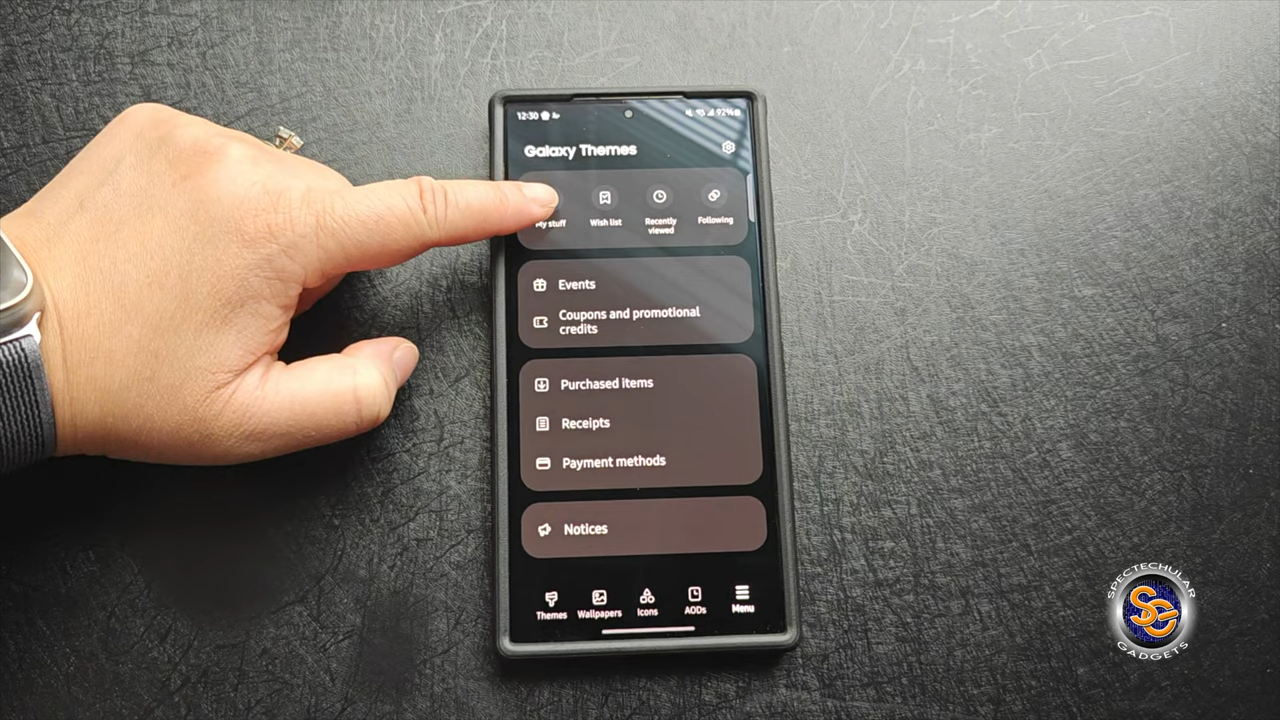 12:30
92%
Galaxy Themes
My stuff
Wish list
Recently
viewed
Following
Events
Coupons and promotional
credits
Purchased items
Receipts
Payment methods
Notices
Themes
Wallpapers
Icons
AODs
Menu
SPECTECHULAR
SG
GADGETS